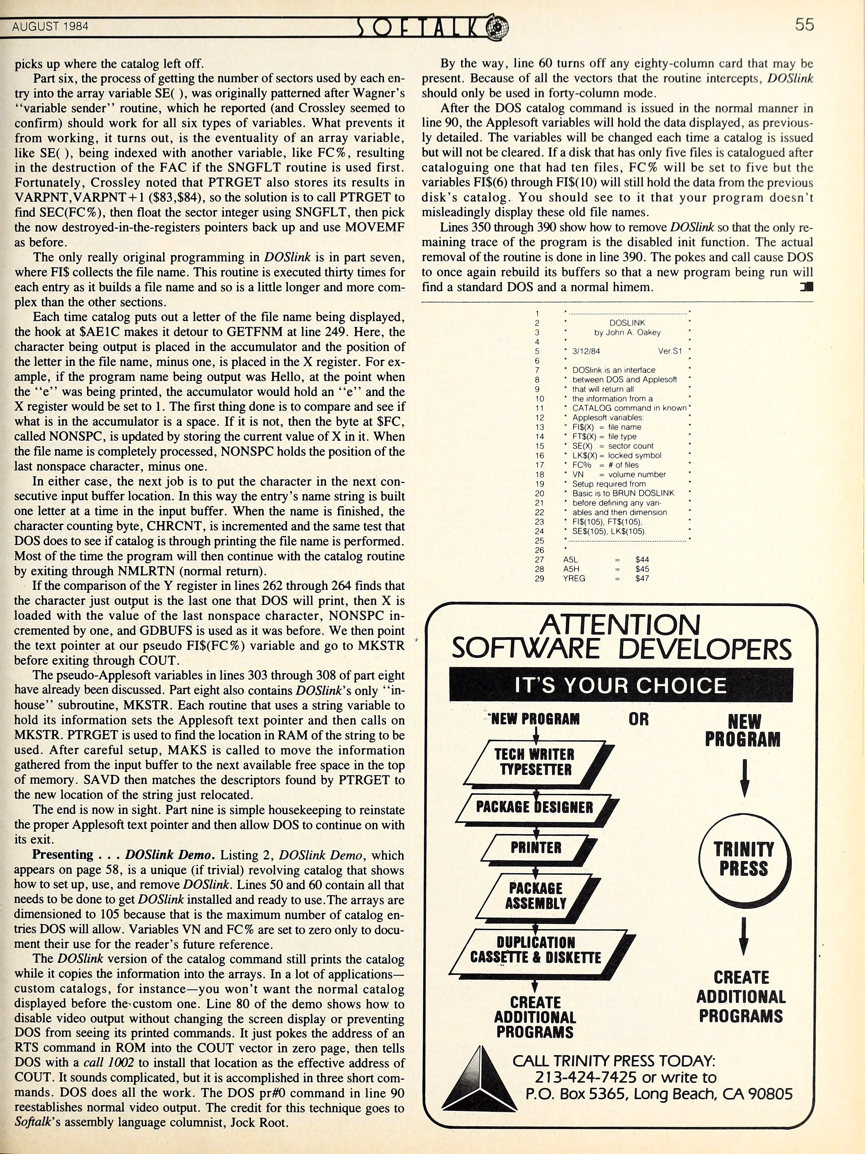 AUGUST 1984
SOFTALK
55
picks up where the catalog left off.
Part six, the process of getting the number of sectors used by each en-
try into the array variable SE( ), was originally patterned after Wagner's
"variable sender" routine, which he reported (and Crossley seemed to
confirm) should work for all six types of variables. What prevents it
from working, it turns out, is the eventuality of an array variable,
like SE( ), being indexed with another variable, like FC%, resulting
in the destruction of the FAC if the SNGFLT routine is used first.
Fortunately, Crossley noted that PTRGET also stores its results in
VARPNT,VARPNT+1 ($83,$84), so the solution is to call PTRGET to
find SEC(FC%), then float the sector integer using SNGFLT, then pick
the now destroyed-in-the-registers pointers back up and use MOVEMF
as before.
The only really original programming in DOSlink is in part seven,
where FI$ collects the file name. This routine is executed thirty times for
each entry as it builds a file name and so is a little longer and more com-
plex than the other sections.
Each time catalog puts out a letter of the file name being displayed,
the hook at $AE1C makes it detour to GETFNM at line 249. Here, the
character being output is placed in the accumulator and the position of
the letter in the file name, minus one, is placed in the X register. For ex-
ample, if the program name being output was Hello, at the point when
the "e" was being printed, the accumulator would hold an "e" and the
X register would be set to 1. The first thing done is to compare and see if
what is in the accumulator is a space. If it is not, then the byte at $FC,
called NONSPC, is updated by storing the current value of X in it. When
the file name is completely processed, NONSPC holds the position of the
last nonspace character, minus one.
In either case, the next job is to put the character in the next con-
secutive input buffer location. In this way the entry's name string is built
one letter at a time in the input buffer. When the name is finished, the
character counting byte, CHRCNT, is incremented and the same test that
DOS does to see if catalog is through printing the file name is performed.
Most of the time the program will then continue with the catalog routine
by exiting through NMLRTN (normal return).
If the comparison of the Y register in lines 262 through 264 finds that
the character just output is the last one that DOS will print, then X is
loaded with the value of the last nonspace character, NONSPC in-
cremented by one, and GDBUFS is used as it was before. We then point
the text pointer at our pseudo FI$(FC%) variable and go to MKSTR
before exiting through COUT.
The pseudo-Applesoft variables in lines 303 through 308 of part eight
have already been discussed. Part eight also contains DOSlink's only "in-
house" subroutine, MKSTR. Each routine that uses a string variable to
hold its information sets the Applesoft text pointer and then calls on
MKSTR. PTRGET is used to find the location in RAM of the string to be
used. After careful setup, MAKS is called to move the information
gathered from the input buffer to the next available free space in the top
of memory. SAVD then matches the descriptors found by PTRGET to
the new location of the string just relocated.
The end is now in sight. Part nine is simple housekeeping to reinstate
the proper Applesoft text pointer and then allow DOS to continue on with
its exit.
Presenting . . . DOSlink Demo. Listing 2, DOSlink Demo, which
appears on page 58, is a unique (if trivial) revolving catalog that shows
how to set up, use, and remove DOSlink. Lines 50 and 60 contain all that
needs to be done to get DOSlink installed and ready to use.The arrays are
dimensioned to 105 because that is the maximum number of catalog en-
tries DOS will allow. Variables VN and FC% are set to zero only to docu-
ment their use for the reader's future reference.
The DOSlink version of the catalog command still prints the catalog
while it copies the information into the arrays. In a lot of applications—
custom catalogs, for instance—you won't want the normal catalog
displayed before the custom one. Line 80 of the demo shows how to
disable video output without changing the screen display or preventing
DOS from seeing its printed commands. It just pokes the address of an
RTS command in ROM into the COUT vector in zero page, then tells
DOS with a call 1002 to install that location as the effective address of
COUT. It sounds complicated, but it is accomplished in three short com-
mands. DOS does all the work. The DOS pr#0 command in line 90
reestablishes normal video output. The credit for this technique goes to
Softalk's assembly language columnist, Jock Root.
By the way, line 60 turns off any eighty-column card that may be
present. Because of all the vectors that the routine intercepts, DOSlink
should only be used in forty-column mode.
After the DOS catalog command is issued in the normal manner in
line 90, the Applesoft variables will hold the data displayed, as previous-
ly detailed. The variables will be changed each time a catalog is issued
but will not be cleared. If a disk that has only five files is catalogued after
cataloguing one that had ten files, FC% will be set to five but the
variables FI$(6) through FI$(10) will still hold the data from the previous
disk's catalog. You should see to it that your program doesn't
misleadingly display these old file names.
Lines 350 through 390 show how to remove DOSlink so that the only re-
maining trace of the program is the disabled init function. The actual
removal of the routine is done in line 390. The pokes and call cause DOS
to once again rebuild its buffers so that a new program being run will
find a standard DOS and a normal himem.
1 *------------------------------*
2 * DOSLINK *
3 * by John A. Oakey *
4 * *
5 * 3/12/84 Ver.S1 *
6 * *
7 * DOSlink is an interface *
8 * between DOS and Applesoft *
9 * that will return all *
10 * the information from a *
11 * CATALOG command in known *
12 * Applesoft variables: *
13 * FI$(X) = file name *
14 * FT$(X) = file type *
15 * SE(X) = sector count *
16 * LK$(X) = locked symbol *
17 * FC% = # of files *
18 * VN = volume number *
19 * Setup required from *
20 * Basic is to BRUN DOSLINK *
21 * before defining any vari- *
22 * ables and then dimension *
23 * FI$(105), FT$(105), *
24 * SE$(105), LK$(105). *
25 *------------------------------*
26 *
27 A5L = $44
28 A5H = $45
29 YREG = $47
ATTENTION
SOFTWARE DEVELOPERS
IT'S YOUR CHOICE
NEW PROGRAM
TECH WRITER
TYPESETTER
PACKAGE DESIGNER
PRINTER
PACKAGE
ASSEMBLY
DUPLICATION
CASSETTE & DISKETTE
CREATE
ADDITIONAL
PROGRAMS
OR
NEW
PROGRAM
TRINITY
PRESS
CREATE
ADDITIONAL
PROGRAMS
CALL TRINITY PRESS TODAY:
213-424-7425 or write to
P.O. Box 5365, Long Beach, CA 90805